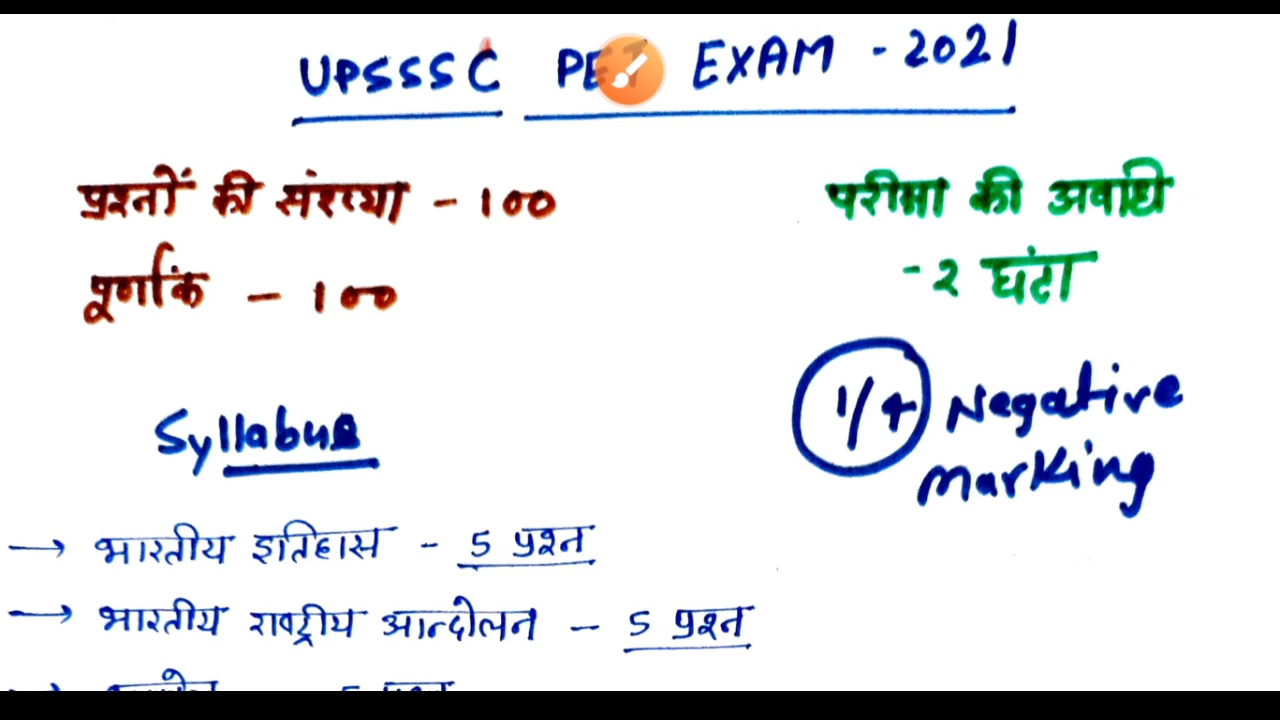 UPSSSC PET EXAM - 2021
प्रश्नों की संख्या - 100
परीक्षा की अवधि
- 2 घंटा
पूर्णांक - 100
1/4 Negative
marking
Syllabus
→ भारतीय इतिहास - 5 प्रश्न
→ भारतीय राष्ट्रीय आन्दोलन - 5 प्रश्न